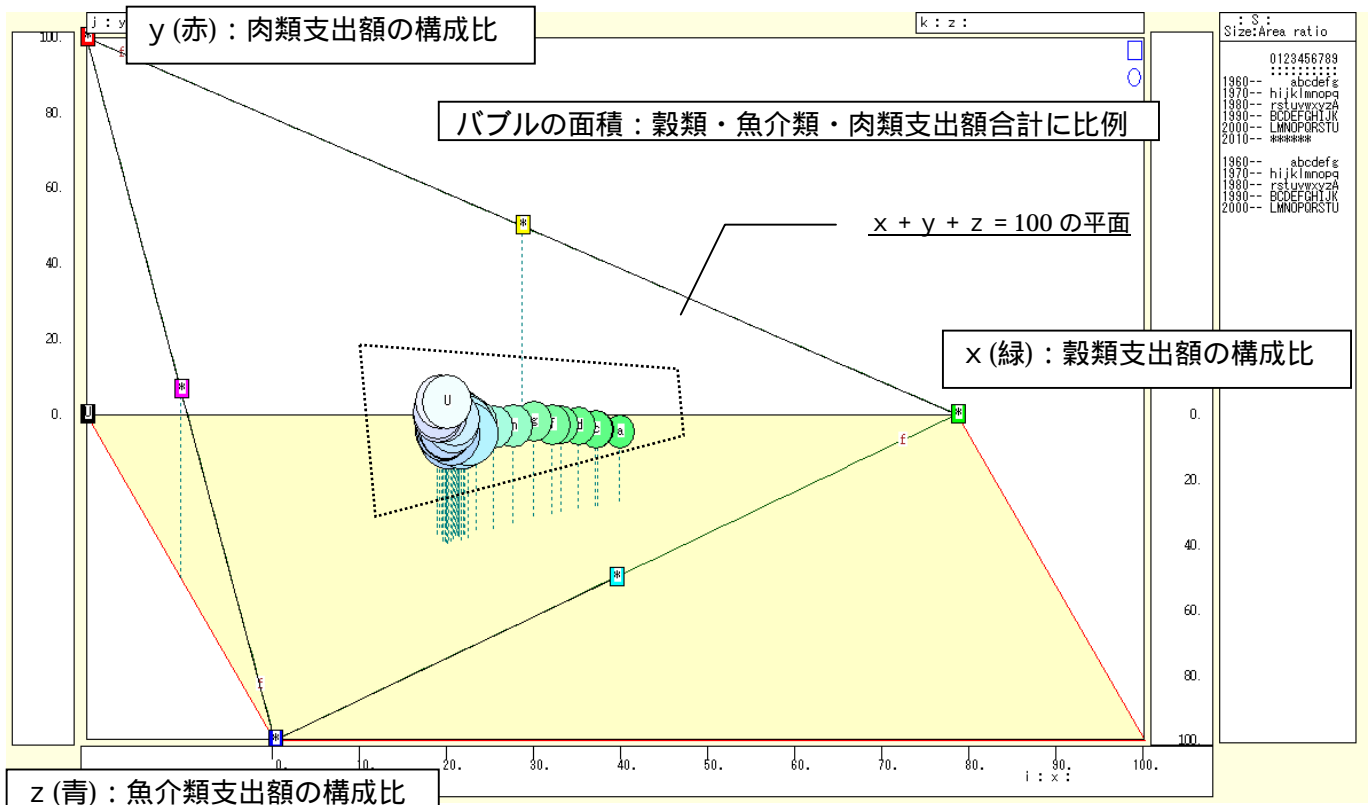 j : y
y (赤)：肉類支出額の構成比
k : z :
: S :
Size:Area ratio
0123456789
::::::::::
1960-- abcdefg
1970-- hijklmnopq
1980-- rstuvwxyzA
1990-- BCDEFGHIJK
2000-- LMNOPQRSTU
2010-- ******
1960-- abcdefg
1970-- hijklmnopq
1980-- rstuvwxyzA
1990-- BCDEFGHIJK
2000-- LMNOPQRSTU
バブルの面積：穀類・魚介類・肉類支出額合計に比例
x + y + z = 100 の平面
x (緑)：穀類支出額の構成比
100.
80.
60.
40.
20.
0.
*
f
*
*
U
U
h
g
f
d
c
a
*
f
*
f
*
0.
20.
40.
60.
80.
100.
0.
10.
20.
30.
40.
50.
60.
70.
80.
90.
100.
i : x :
z (青)：魚介類支出額の構成比